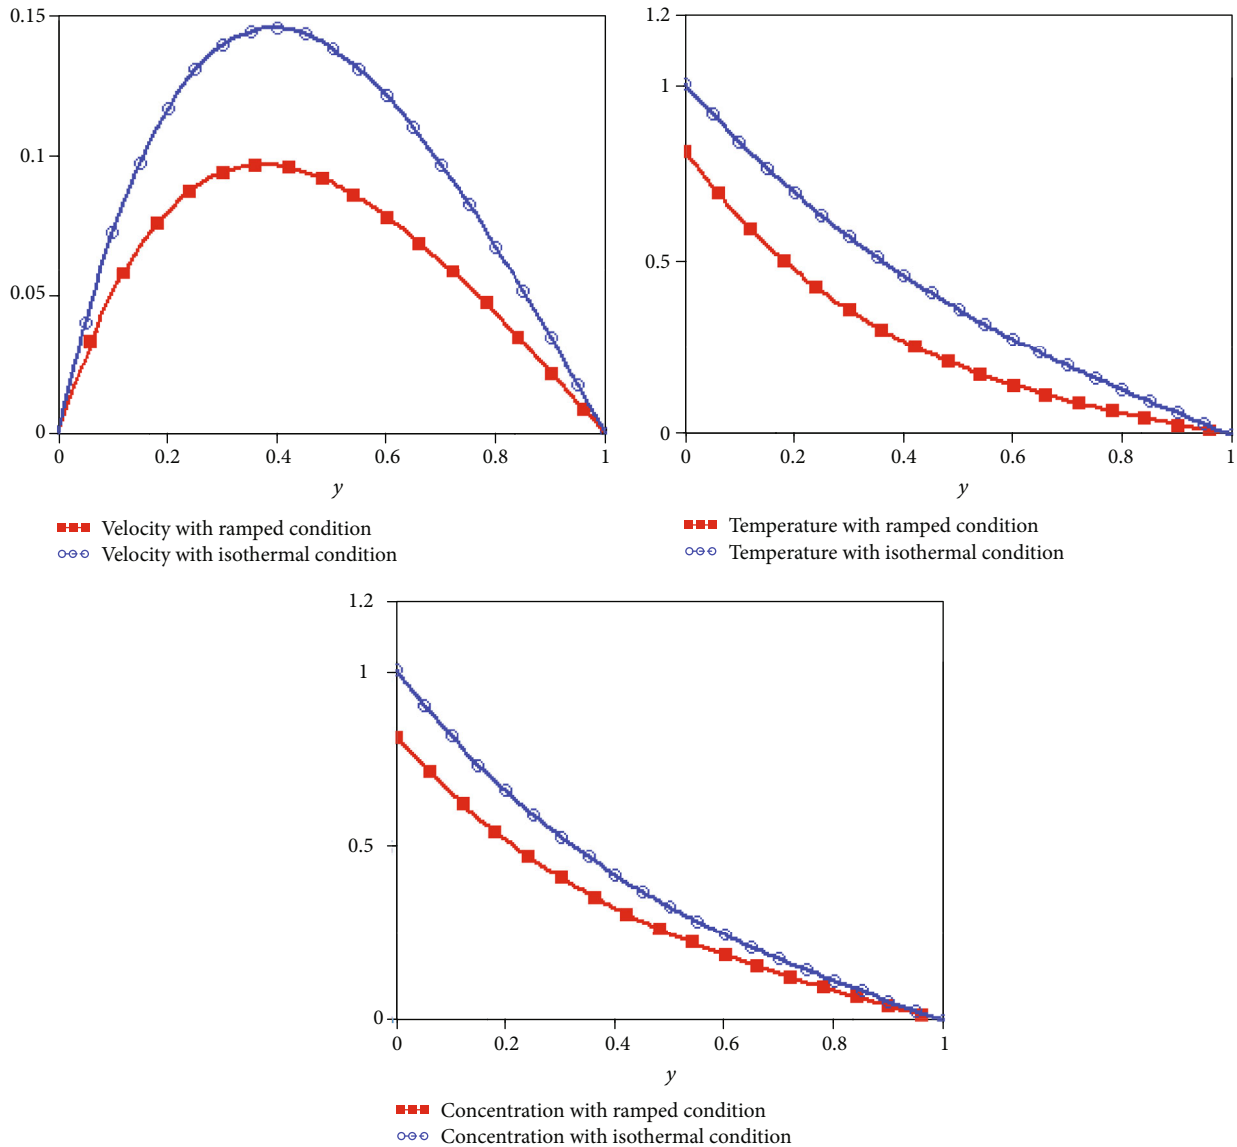 0.15
0.1
0.05
0
0 0.2 0.4 0.6 0.8 1
y
Velocity with ramped condition
Velocity with isothermal condition
1.2
1
0.5
0
0 0.2 0.4 0.6 0.8 1
y
Temperature with ramped condition
Temperature with isothermal condition
1.2
1
0.5
0
0 0.2 0.4 0.6 0.8 1
y
Concentration with ramped condition
Concentration with isothermal condition